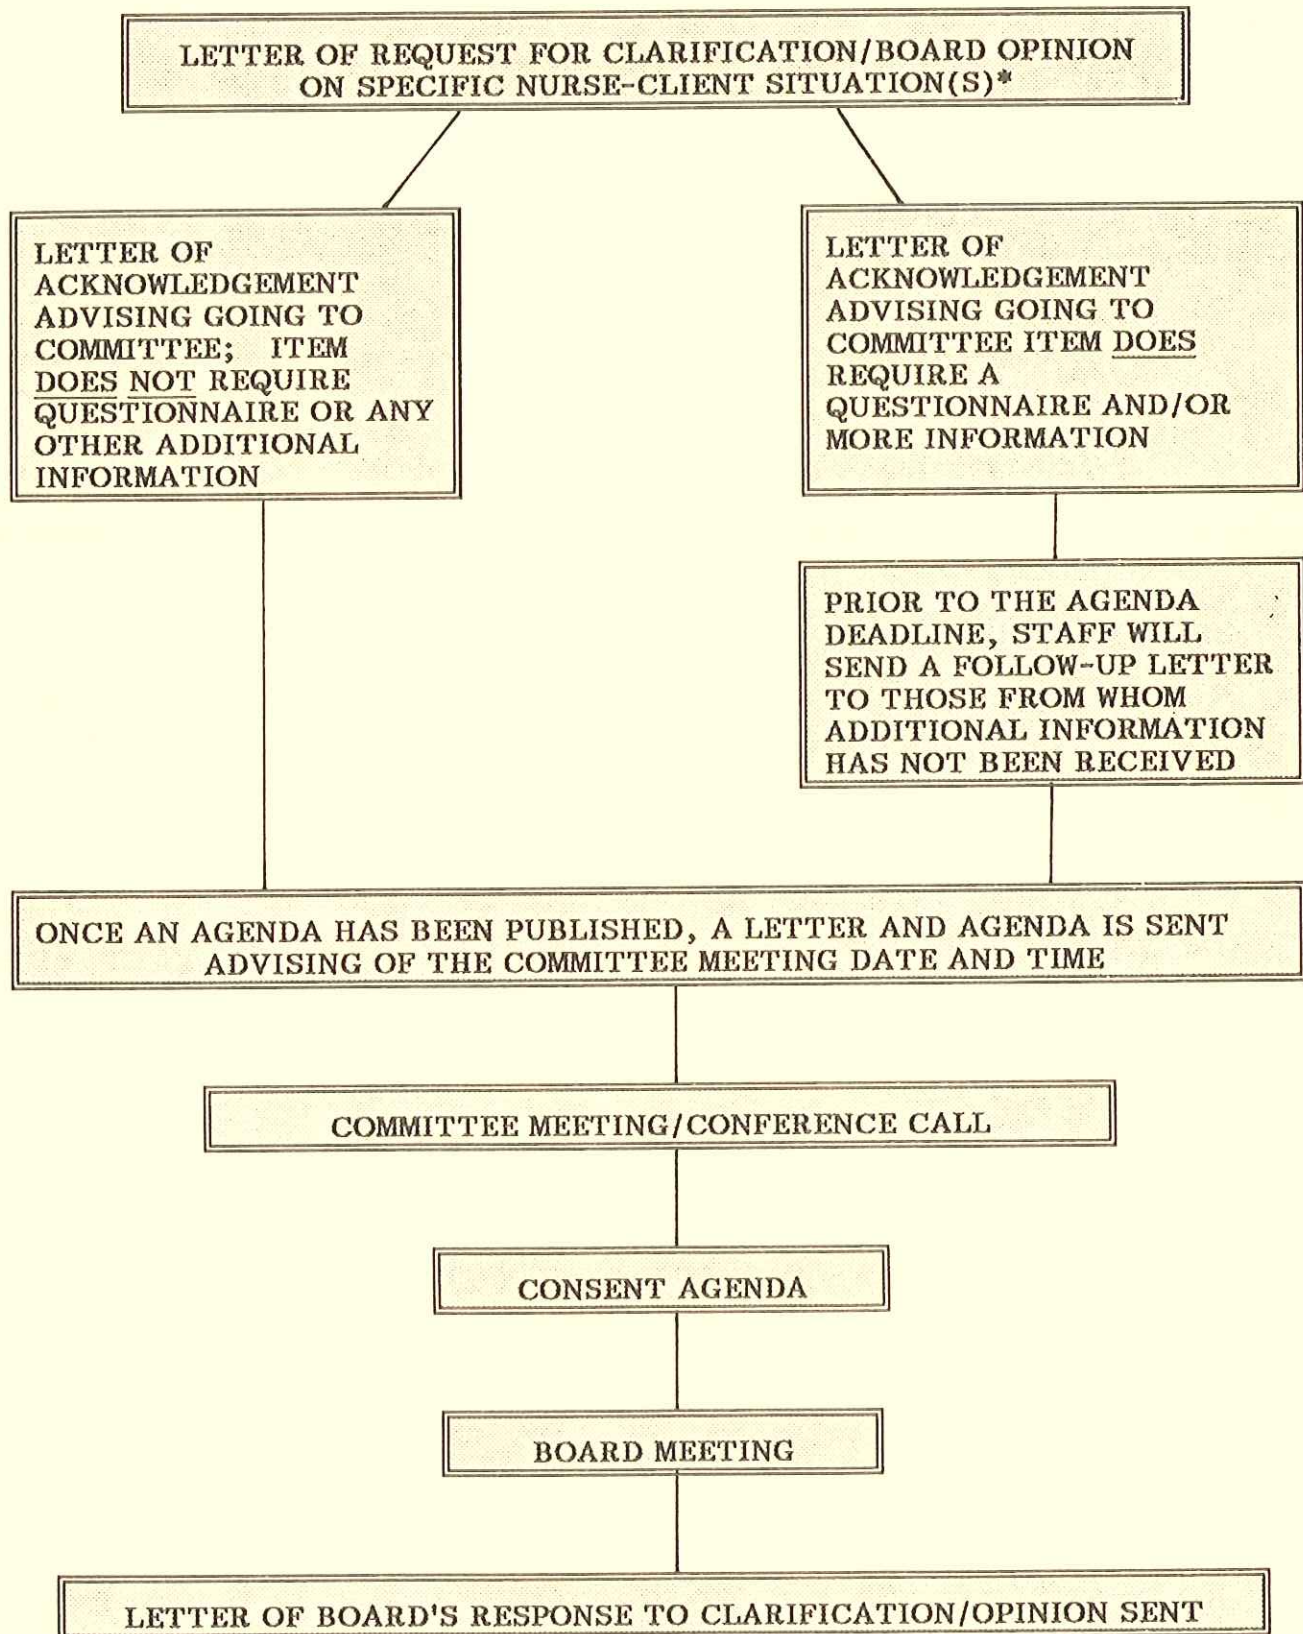 LETTER OF REQUEST FOR CLARIFICATION/BOARD OPINION
ON SPECIFIC NURSE-CLIENT SITUATION(S)*
LETTER OF
ACKNOWLEDGEMENT
ADVISING GOING TO
COMMITTEE; ITEM
DOES NOT REQUIRE
QUESTIONNAIRE OR ANY
OTHER ADDITIONAL
INFORMATION
LETTER OF
ACKNOWLEDGEMENT
ADVISING GOING TO
COMMITTEE ITEM DOES
REQUIRE A
QUESTIONNAIRE AND/OR
MORE INFORMATION
PRIOR TO THE AGENDA
DEADLINE, STAFF WILL
SEND A FOLLOW-UP LETTER
TO THOSE FROM WHOM
ADDITIONAL INFORMATION
HAS NOT BEEN RECEIVED
ONCE AN AGENDA HAS BEEN PUBLISHED, A LETTER AND AGENDA IS SENT
ADVISING OF THE COMMITTEE MEETING DATE AND TIME
COMMITTEE MEETING/CONFERENCE CALL
CONSENT AGENDA
BOARD MEETING
LETTER OF BOARD'S RESPONSE TO CLARIFICATION/OPINION SENT